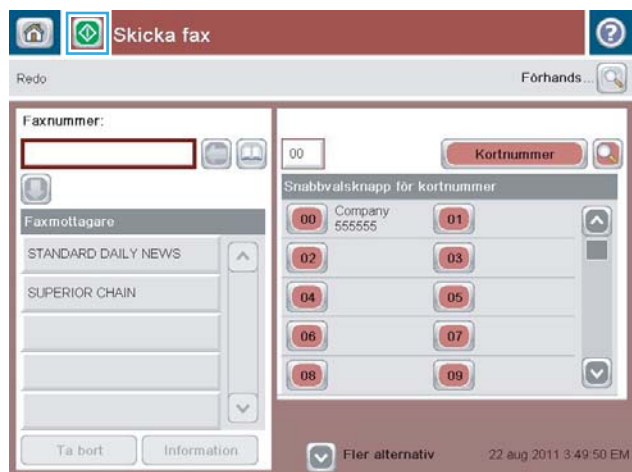 Skicka fax
Redo
Förhands...
Faxnummer:
00
Kortnummer
Snabbvalsknapp för kortnummer
00 Company 01
555555
02 03
04 05
06 07
08 09
Faxmottagare
STANDARD DAILY NEWS
SUPERIOR CHAIN
Ta bort Information
Fler alternativ
22 aug 2011 3:49:50 EM